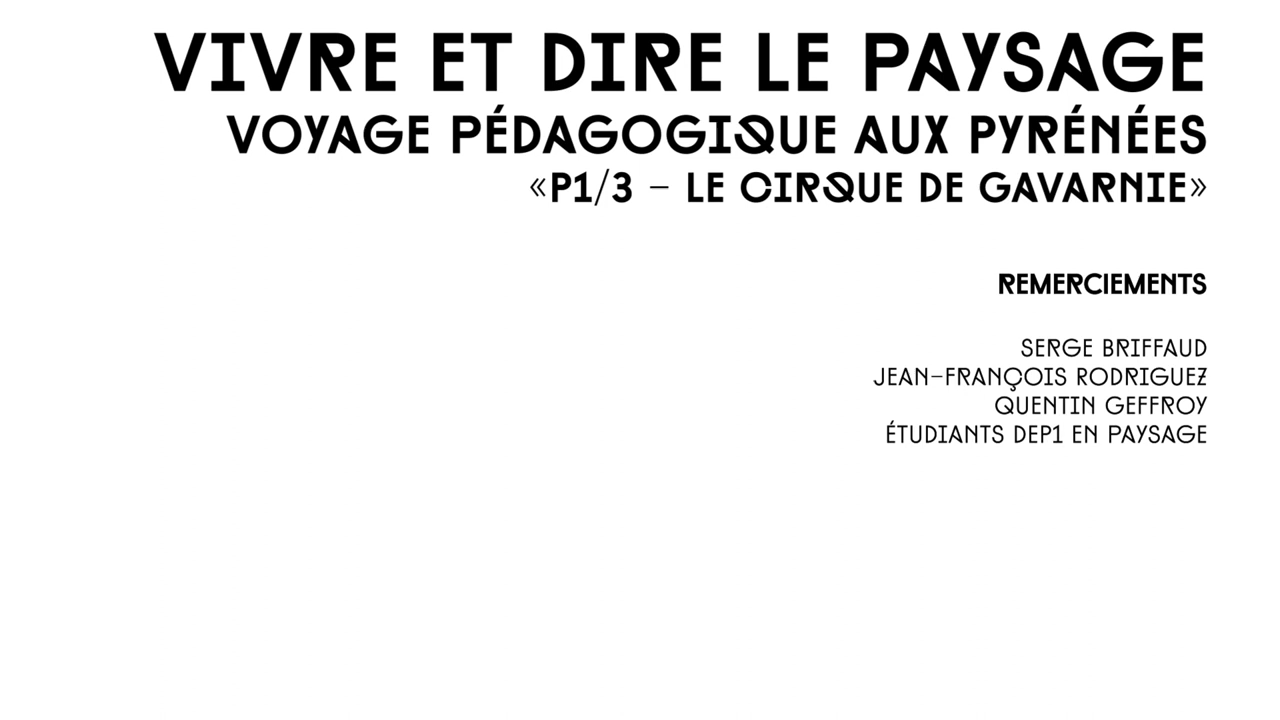 VIVRE ET DIRE LE PAYSAGE
VOYAGE PÉDAGOGIQUE AUX PYRÉNÉES
«P1/3 – LE CIRQUE DE GAVARNIE»
REMERCIEMENTS
SERGE BRIFFAUD
JEAN-FRANÇOIS RODRIGUEZ
QUENTIN GEFFROY
ÉTUDIANTS DEP1 EN PAYSAGE